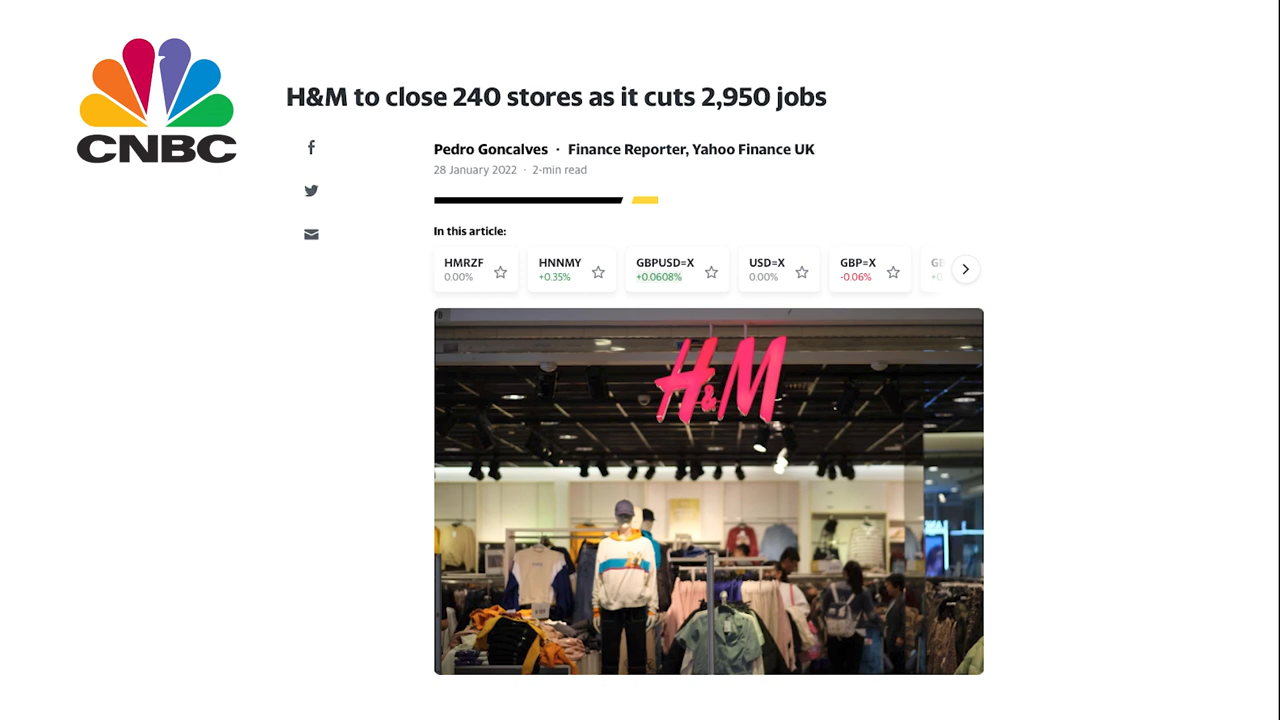 CNBC
H&M to close 240 stores as it cuts 2,950 jobs
Pedro Goncalves · Finance Reporter, Yahoo Finance UK
28 January 2022 · 2-min read
In this article:
HMRZF HNNMY GBPUSD=X USD=X GBP=X GB
0.00% +0.35% +0.0608% 0.00% -0.06% +0
H&M